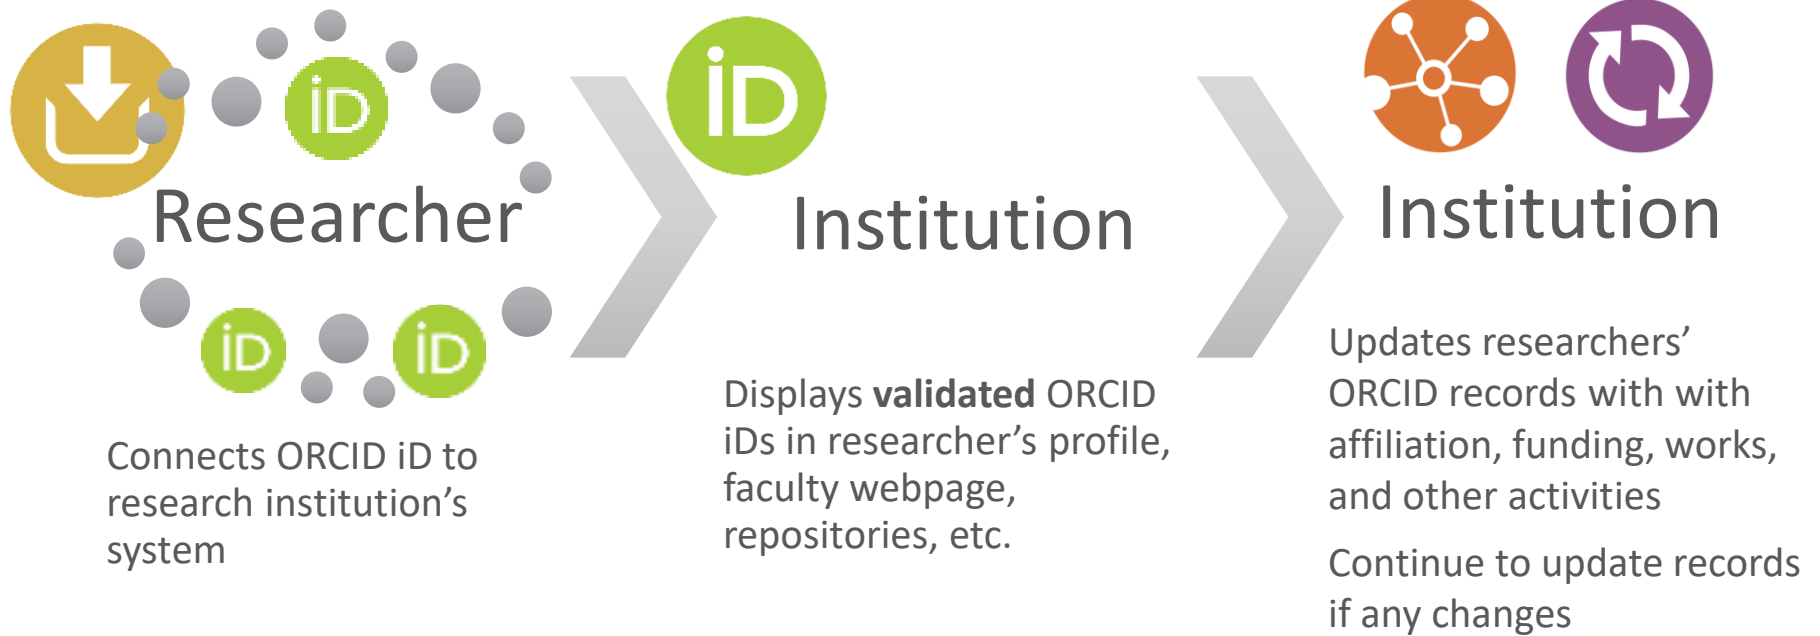 iD
Researcher
iD
iD
Connects ORCID iD to
research institution's
system
iD
Institution
Displays validated ORCID
iDs in researcher's profile,
faculty webpage,
repositories, etc.
Institution
Updates researchers'
ORCID records with with
affiliation, funding, works,
and other activities
Continue to update records
if any changes